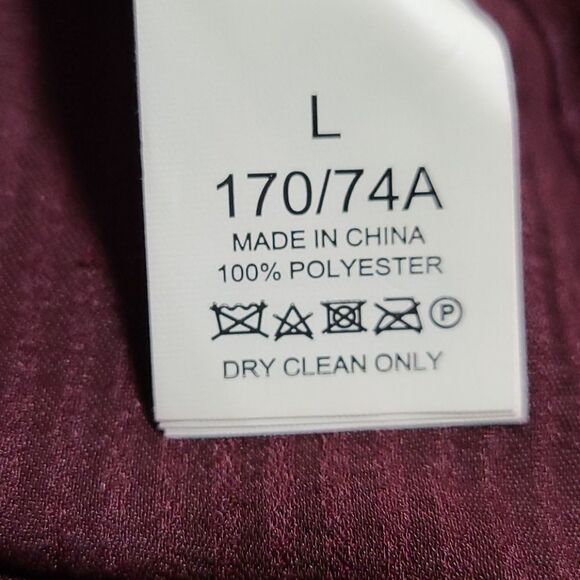 L
170/74A
MADE IN CHINA
100% POLYESTER
P
DRY CLEAN ONLY